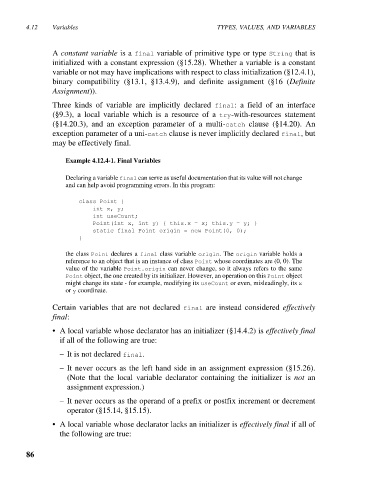 4.12 Variables TYPES, VALUES, AND VARIABLES
A constant variable is a final variable of primitive type or type String that is
initialized with a constant expression (§15.28). Whether a variable is a constant
variable or not may have implications with respect to class initialization (§12.4.1),
binary compatibility (§13.1, §13.4.9), and definite assignment (§16 (Definite
Assignment)).
Three kinds of variable are implicitly declared final: a field of an interface
(§9.3), a local variable which is a resource of a try-with-resources statement
(§14.20.3), and an exception parameter of a multi-catch clause (§14.20). An
exception parameter of a uni-catch clause is never implicitly declared final, but
may be effectively final.
Example 4.12.4-1. Final Variables
Declaring a variable final can serve as useful documentation that its value will not change
and can help avoid programming errors. In this program:
class Point {
int x, y;
int useCount;
Point(int x, int y) { this.x = x; this.y = y; }
static final Point origin = new Point(0, 0);
}
the class Point declares a final class variable origin. The origin variable holds a
reference to an object that is an instance of class Point whose coordinates are (0, 0). The
value of the variable Point.origin can never change, so it always refers to the same
Point object, the one created by its initializer. However, an operation on this Point object
might change its state - for example, modifying its useCount or even, misleadingly, its x
or y coordinate.
Certain variables that are not declared final are instead considered effectively
final:
• A local variable whose declarator has an initializer (§14.4.2) is effectively final
if all of the following are true:
– It is not declared final.
– It never occurs as the left hand side in an assignment expression (§15.26).
(Note that the local variable declarator containing the initializer is not an
assignment expression.)
– It never occurs as the operand of a prefix or postfix increment or decrement
operator (§15.14, §15.15).
• A local variable whose declarator lacks an initializer is effectively final if all of
the following are true:
86